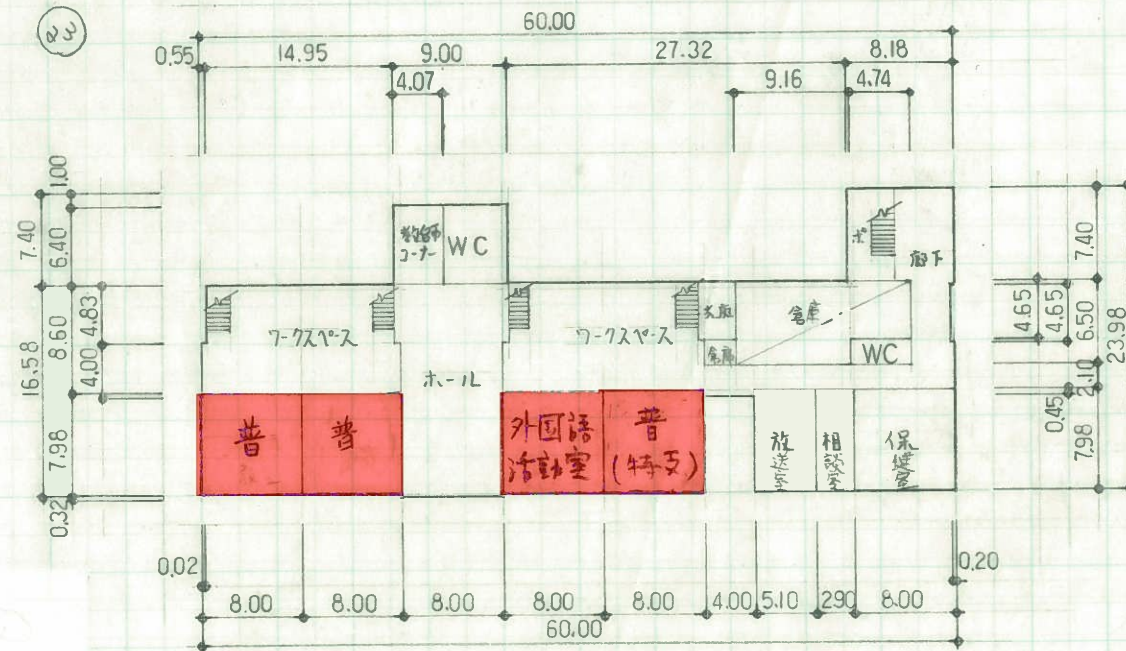 60.00
0.55
14.95
9.00
27.32
8.18
4.07
9.16
4.74
1.00
7.40
6.40
16.58
8.60
4.83
4.00
7.98
0.32
教師
コーナー
WC
ワークスペース
ホール
ワークスペース
倉庫
倉庫
WC
廊下
普
普
外国語
活動室
普
(特支)
放送室
相談室
保健室
7.40
4.65
4.65
6.50
23.98
2.10
0.45
7.98
0.02
0.20
8.00
8.00
8.00
8.00
8.00
4.00
5.10
2.90
8.00
60.00